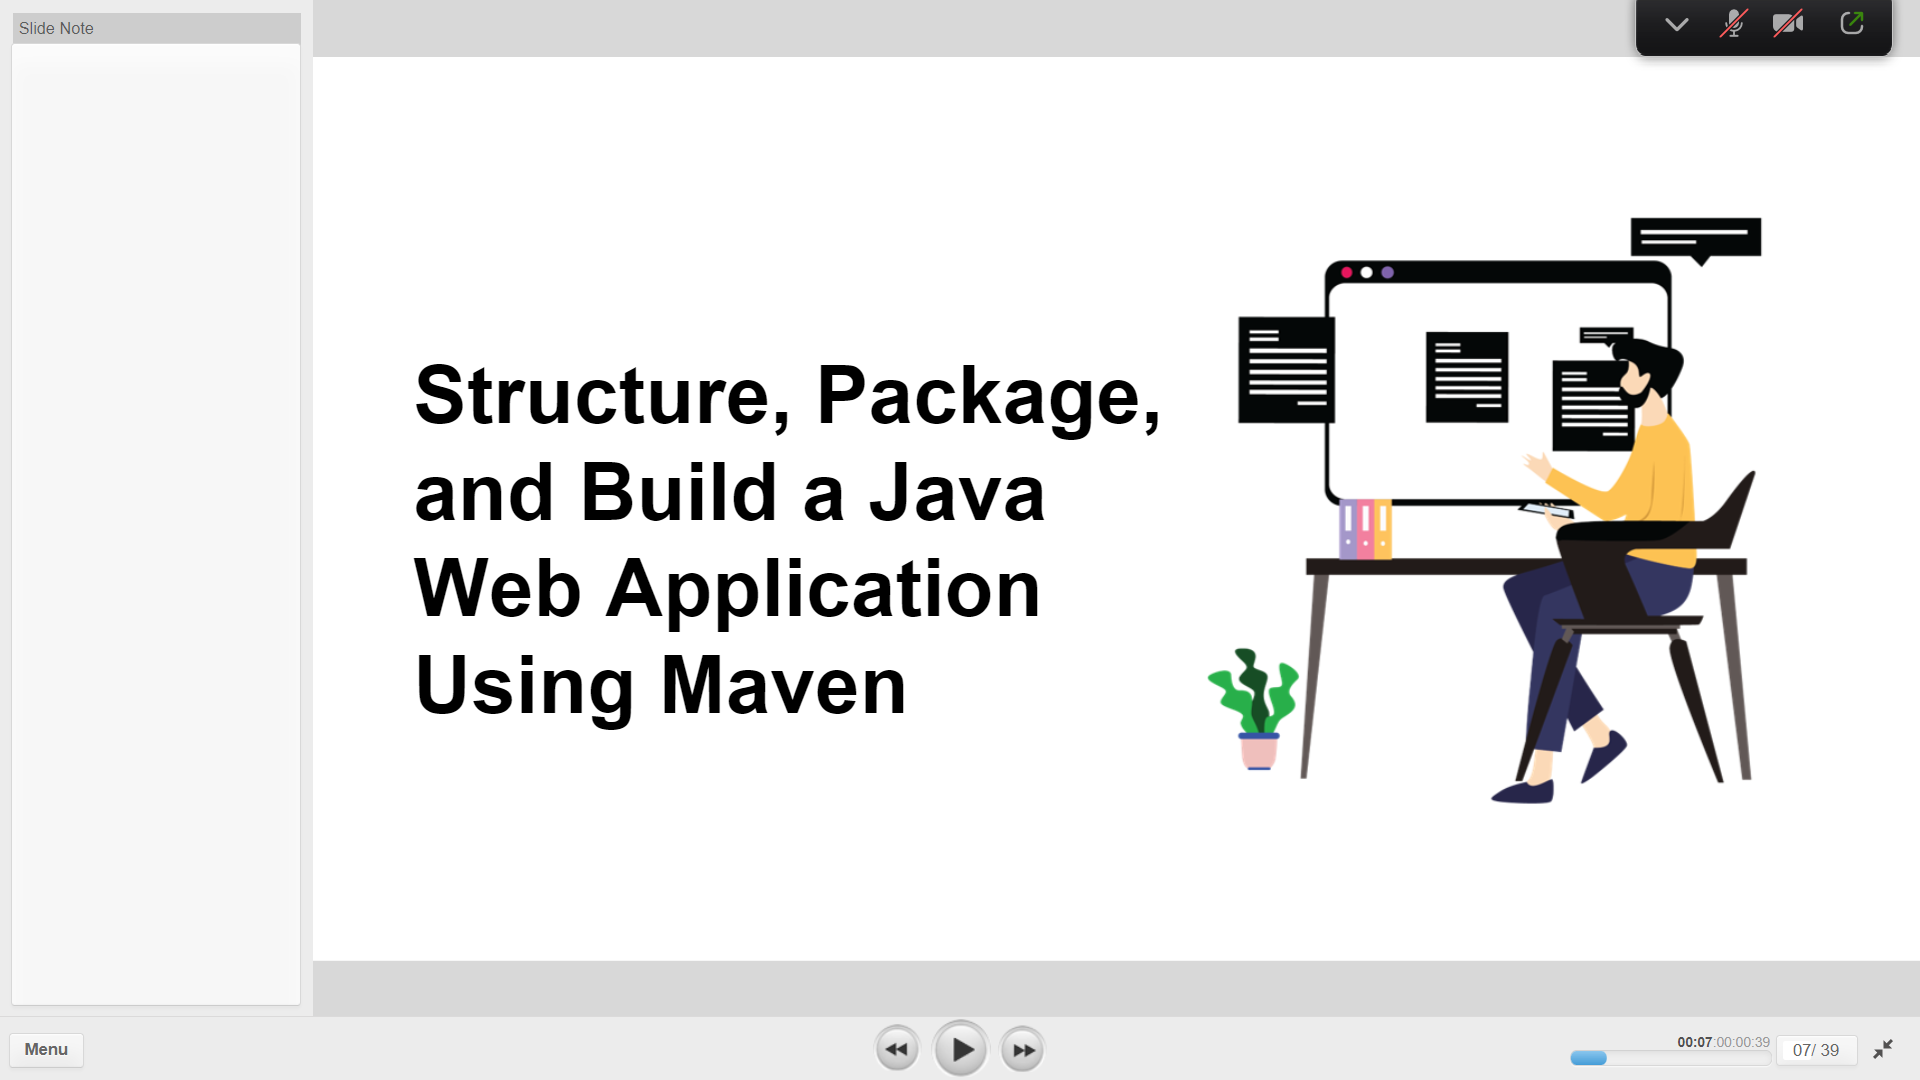 Slide Note
Structure, Package,
and Build a Java
Web Application
Using Maven
Menu
00:07:00:00:39
07/ 39